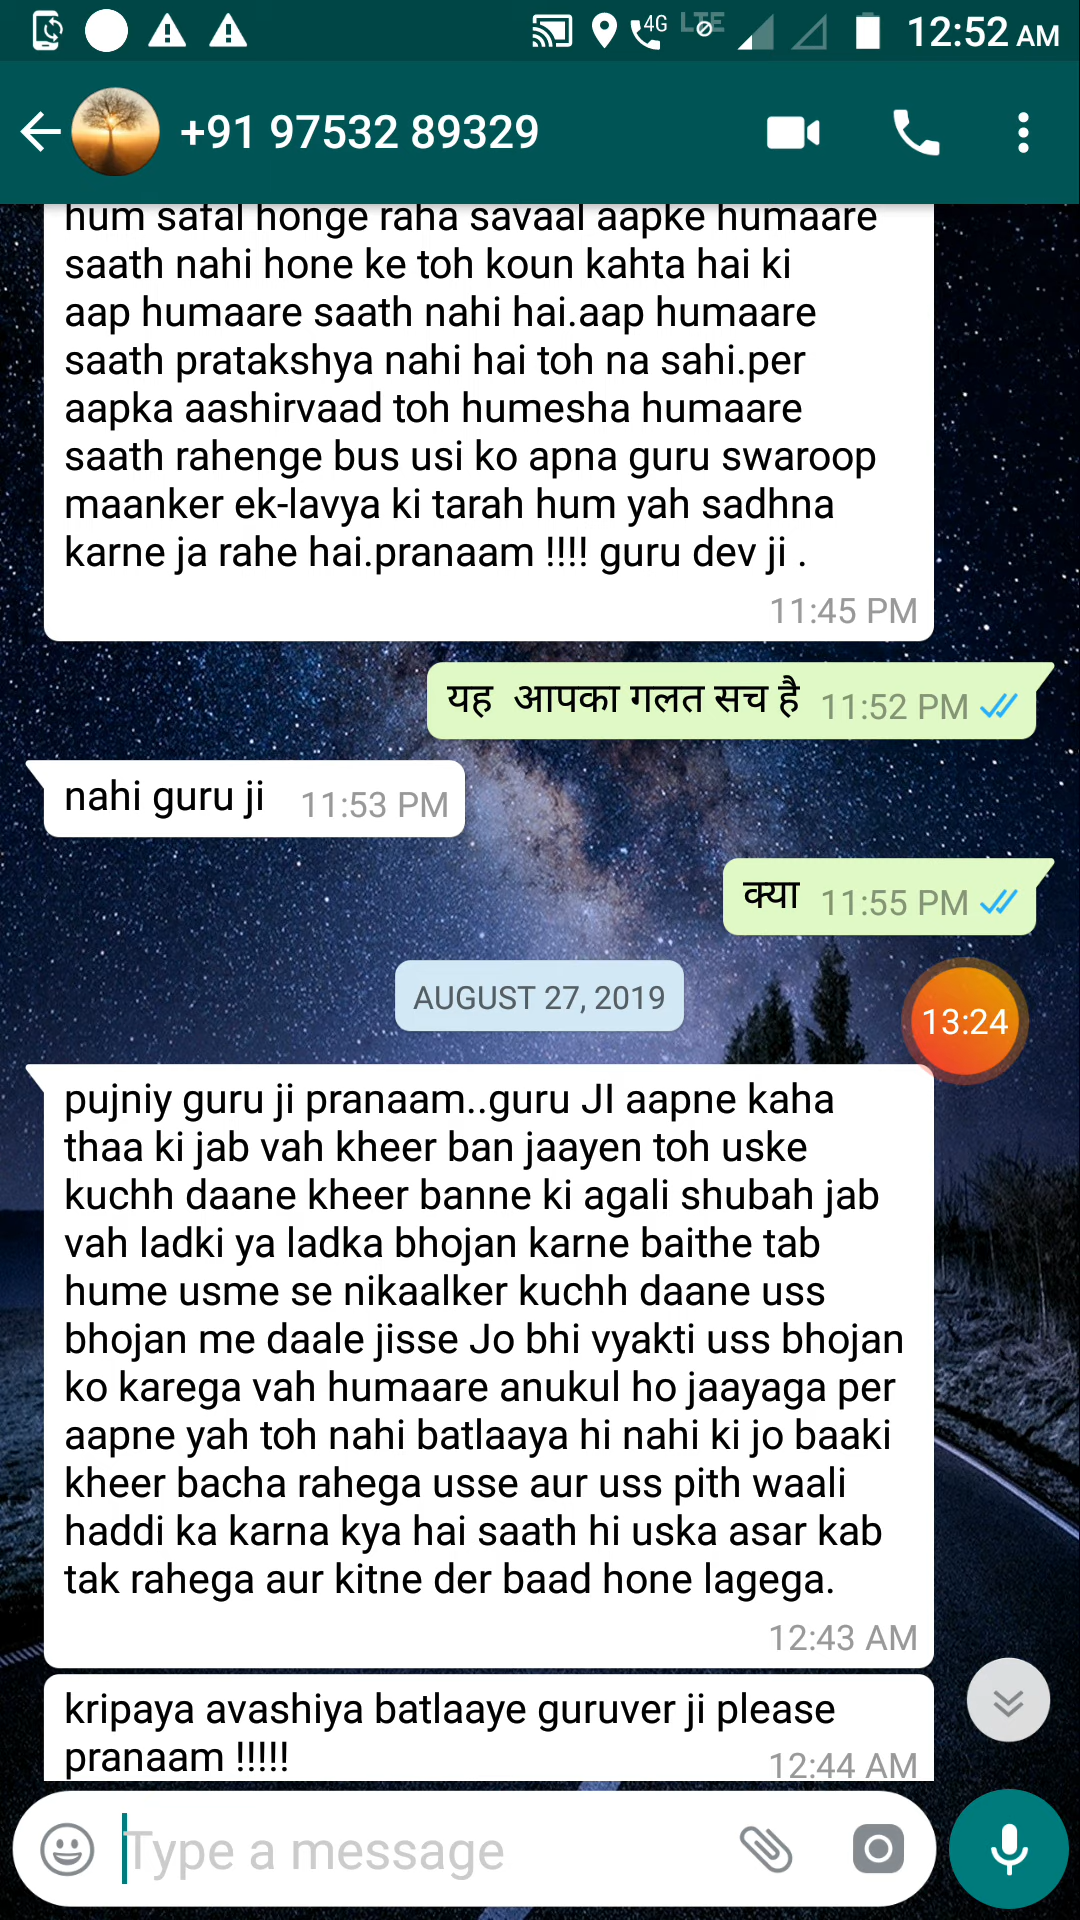 4G LTE 12:52 AM
+91 97532 89329
hum safal honge raha savaal aapke humaare
saath nahi hone ke toh koun kahta hai ki
aap humaare saath nahi hai.aap humaare
saath pratakshya nahi hai toh na sahi.per
aapka aashirvaad toh humesha humaare
saath rahenge bus usi ko apna guru swaroop
maanker ek-lavya ki tarah hum yah sadhna
karne ja rahe hai.pranaam !!!! guru dev ji .
11:45 PM
यह  आपका गलत सच है 11:52 PM
nahi guru ji 11:53 PM
क्या 11:55 PM
AUGUST 27, 2019
13:24
pujniy guru ji pranaam..guru JI aapne kaha
thaa ki jab vah kheer ban jaayen toh uske
kuchh daane kheer banne ki agali shubah jab
vah ladki ya ladka bhojan karne baithe tab
hume usme se nikaalker kuchh daane uss
bhojan me daale jisse Jo bhi vyakti uss bhojan
ko karega vah humaare anukul ho jaayaga per
aapne yah toh nahi batlaaya hi nahi ki jo baaki
kheer bacha rahega usse aur uss pith waali
haddi ka karna kya hai saath hi uska asar kab
tak rahega aur kitne der baad hone lagega.
12:43 AM
kripaya avashiya batlaaye guruver ji please
pranaam !!!!! 12:44 AM
Type a message